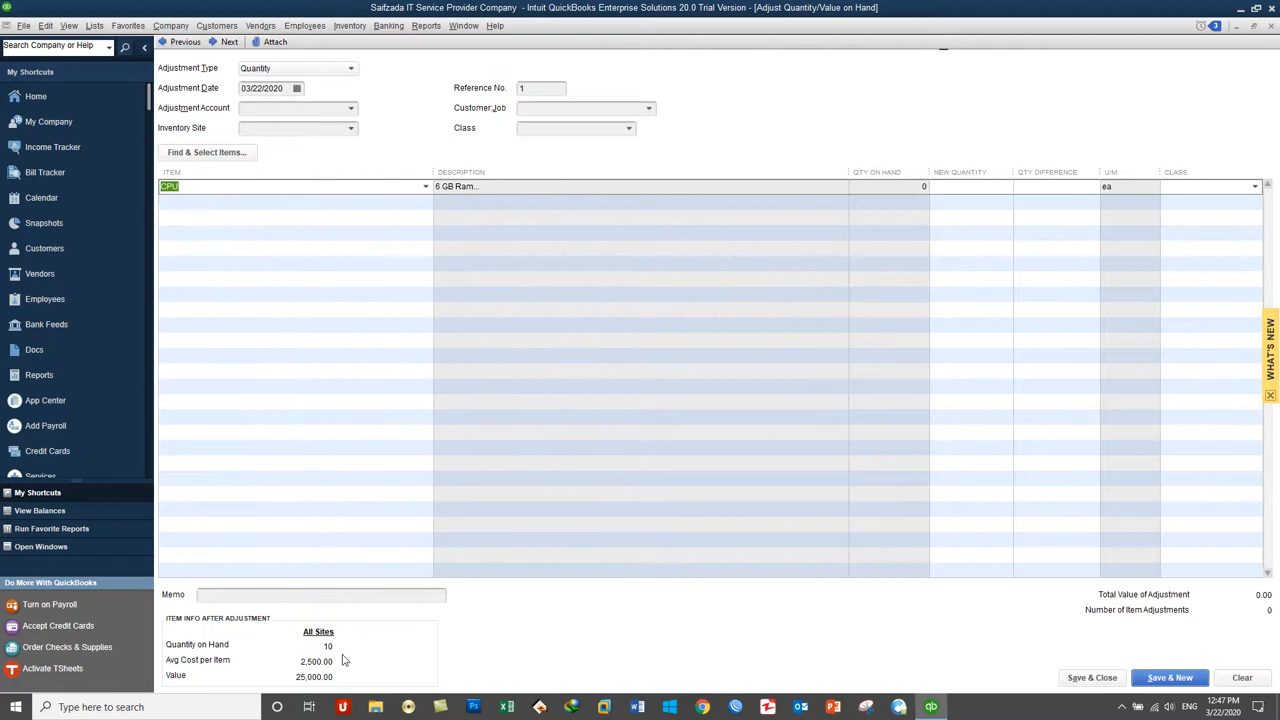 Saifzada IT Service Provider Company - Intuit QuickBooks Enterprise Solutions 20.0 Trial Version - [Adjust Quantity/Value on Hand]
File Edit View Lists Favorites Company Customers Vendors Employees Inventory Banking Reports Window Help 3
Search Company or Help
Previous Next Attach
My Shortcuts
Home
My Company
Income Tracker
Bill Tracker
Calendar
Snapshots
Customers
Vendors
Employees
Bank Feeds
Docs
Reports
App Center
Add Payroll
Credit Cards
Services
My Shortcuts
View Balances
Run Favorite Reports
Open Windows
Do More With QuickBooks
Turn on Payroll
Accept Credit Cards
Order Checks & Supplies
Activate TSheets
Adjustment Type Quantity
Adjustment Date 03/22/2020 Reference No. 1
Adjustment Account Customer:Job
Inventory Site Class
Find & Select Items...
ITEM DESCRIPTION QTY ON HAND NEW QUANTITY QTY DIFFERENCE U/M CLASS
CPU 6 GB Ram... 0 ea
WHAT'S NEW
Memo Total Value of Adjustment 0.00
Number of Item Adjustments 0
ITEM INFO AFTER ADJUSTMENT
All Sites
Quantity on Hand 10
Avg Cost per Item 2,500.00
Value 25,000.00
Save & Close Save & New Clear
Type here to search
12:47 PM
3/22/2020